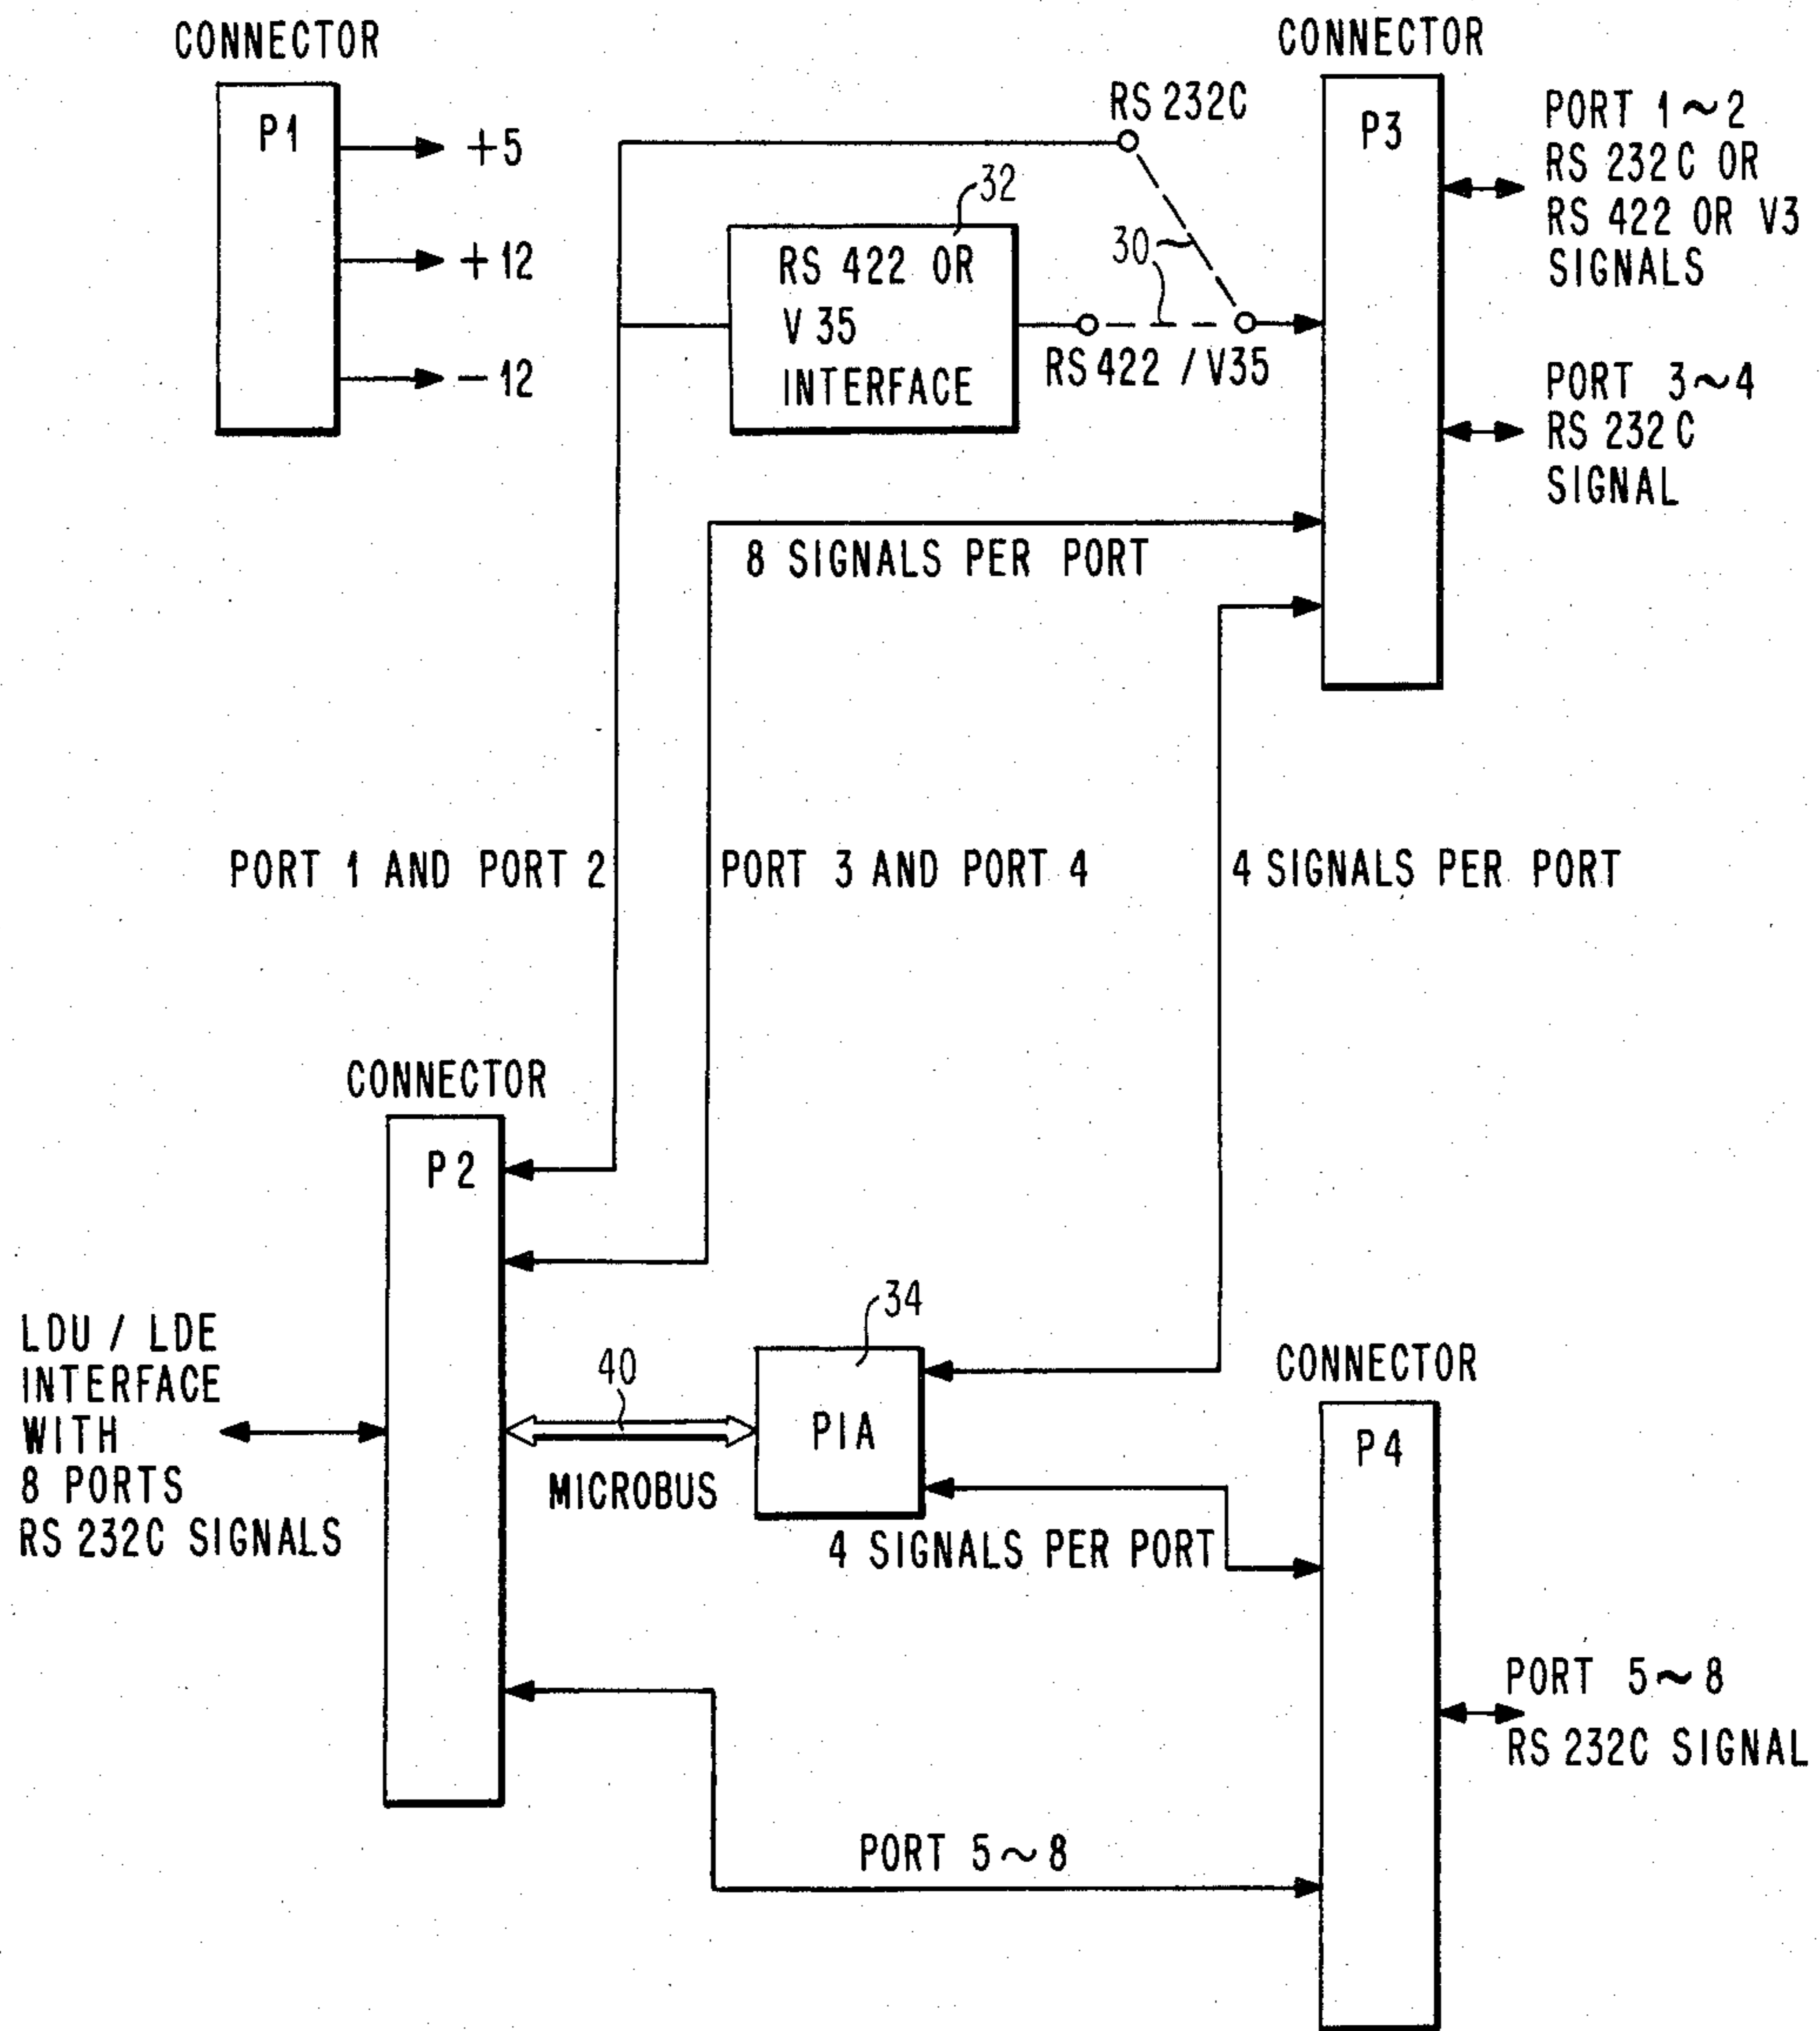 CONNECTOR
P1
+5
+12
-12
CONNECTOR
P3
PORT 1~2
RS 232C OR
RS 422 OR V3
SIGNALS
PORT 3~4
RS 232C
SIGNAL
RS 232C
32
RS 422 OR
V 35
INTERFACE
30
RS 422 / V35
8 SIGNALS PER PORT
PORT 1 AND PORT 2
PORT 3 AND PORT 4
4 SIGNALS PER PORT
CONNECTOR
P2
LDU / LDE
INTERFACE
WITH
8 PORTS
RS 232C SIGNALS
40
MICROBUS
34
PIA
4 SIGNALS PER PORT
CONNECTOR
P4
PORT 5~8
RS 232C SIGNAL
PORT 5~8